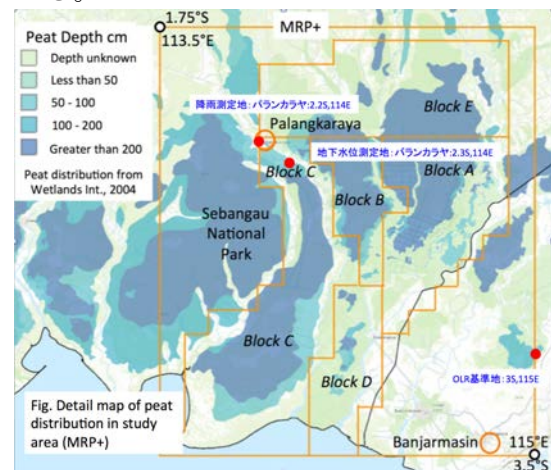 1.75°S
113.5°E
MRP+
Peat Depth cm
Depth unknown
Less than 50
50 - 100
100 - 200
Greater than 200
Peat distribution from
Wetlands Int., 2004
降雨測定地:パランカラヤ:2.2S,114E
Palangkaraya
Block E
地下水位測定地:パランカラヤ:2.3S,114E
Block C
Block A
Block B
Sebangau
National
Park
Block C
Block D
OLR基準地:3S,115E
Fig. Detail map of peat
distribution in study
area (MRP+)
Banjarmasin
115°E
3.5°S